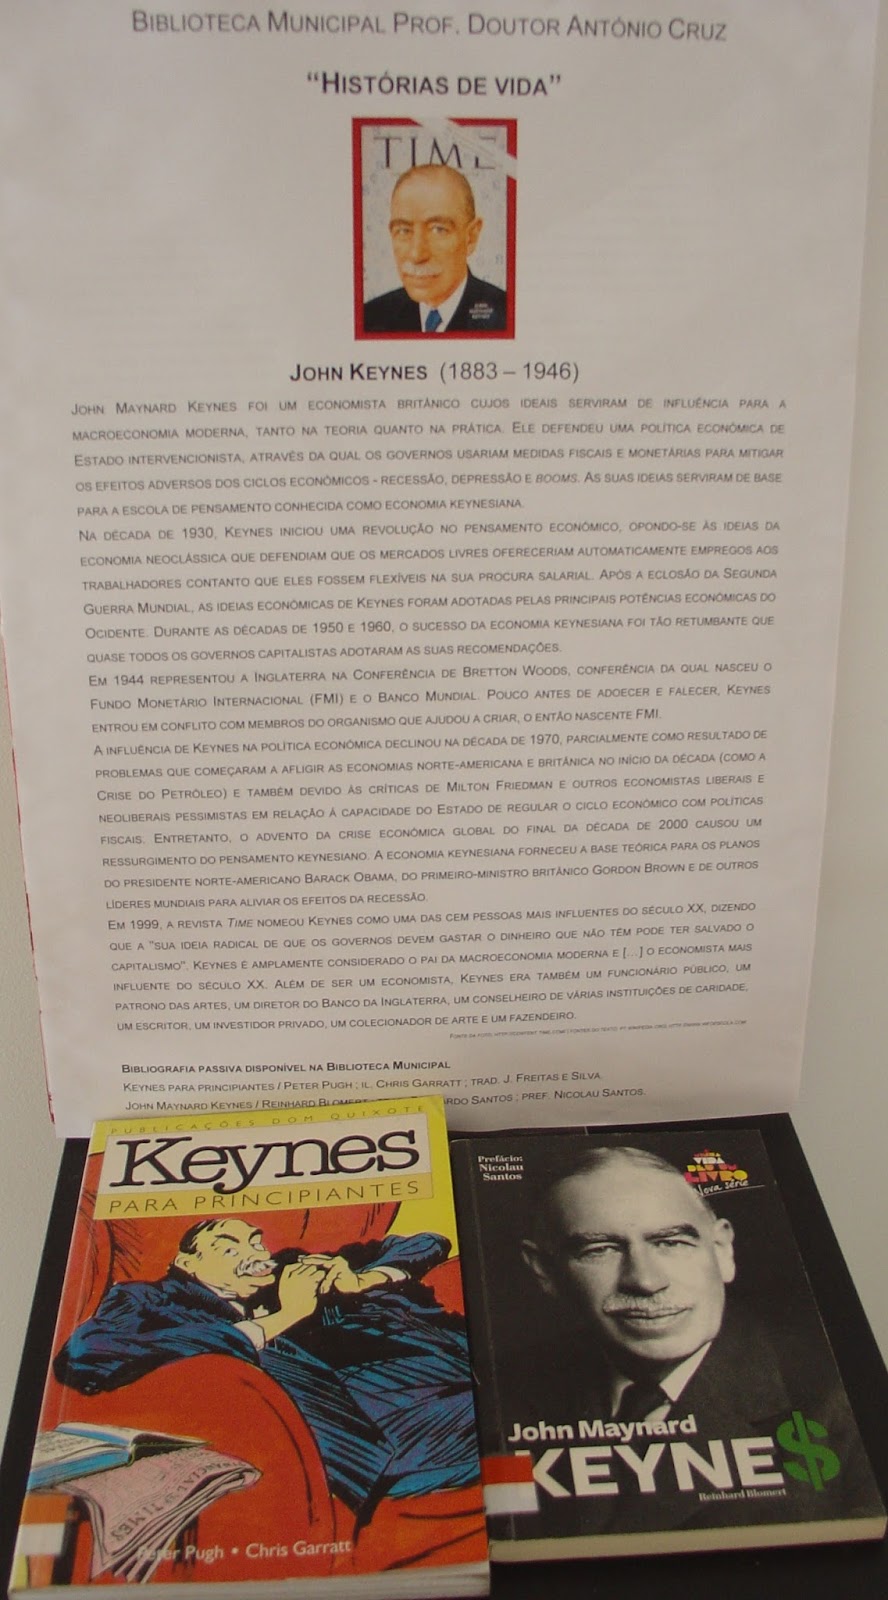 BIBLIOTECA MUNICIPAL PROF. DOUTOR ANTÓNIO CRUZ
“HISTÓRIAS DE VIDA”
TIME
JOHN KEYNES (1883 – 1946)
JOHN MAYNARD KEYNES FOI UM ECONOMISTA BRITÂNICO CUJOS IDEAIS SERVIRAM DE INFLUÊNCIA PARA A
MACROECONOMIA MODERNA, TANTO NA TEORIA QUANTO NA PRÁTICA. ELE DEFENDEU UMA POLÍTICA ECONÓMICA DE
ESTADO INTERVENCIONISTA, ATRAVÉS DA QUAL OS GOVERNOS USARIAM MEDIDAS FISCAIS E MONETÁRIAS PARA MITIGAR
OS EFEITOS ADVERSOS DOS CICLOS ECONÓMICOS - RECESSÃO, DEPRESSÃO E BOOMS. AS SUAS IDEIAS SERVIRAM DE BASE
PARA A ESCOLA DE PENSAMENTO CONHECIDA COMO ECONOMIA KEYNESIANA.
NA DÉCADA DE 1930, KEYNES INICIOU UMA REVOLUÇÃO NO PENSAMENTO ECONÓMICO, OPONDO-SE ÀS IDEIAS DA
ECONOMIA NEOCLÁSSICA QUE DEFENDIAM QUE OS MERCADOS LIVRES OFERECERIAM AUTOMATICAMENTE EMPREGOS AOS
TRABALHADORES CONTANTO QUE ELES FOSSEM FLEXÍVEIS NA SUA PROCURA SALARIAL. APÓS A ECLOSÃO DA SEGUNDA
GUERRA MUNDIAL, AS IDEIAS ECONÓMICAS DE KEYNES FORAM ADOTADAS PELAS PRINCIPAIS POTÊNCIAS ECONÓMICAS DO
OCIDENTE. DURANTE AS DÉCADAS DE 1950 E 1960, O SUCESSO DA ECONOMIA KEYNESIANA FOI TÃO RETUMBANTE QUE
QUASE TODOS OS GOVERNOS CAPITALISTAS ADOTARAM AS SUAS RECOMENDAÇÕES.
EM 1944 REPRESENTOU A INGLATERRA NA CONFERÊNCIA DE BRETTON WOODS, CONFERÊNCIA DA QUAL NASCEU O
FUNDO MONETÁRIO INTERNACIONAL (FMI) E O BANCO MUNDIAL. POUCO ANTES DE ADOECER E FALECER, KEYNES
ENTROU EM CONFLITO COM MEMBROS DO ORGANISMO QUE AJUDOU A CRIAR, O ENTÃO NASCENTE FMI.
A INFLUÊNCIA DE KEYNES NA POLÍTICA ECONÓMICA DECLINOU NA DÉCADA DE 1970, PARCIALMENTE COMO RESULTADO DE
PROBLEMAS QUE COMEÇARAM A AFLIGIR AS ECONOMIAS NORTE-AMERICANA E BRITÂNICA NO INÍCIO DA DÉCADA (COMO A
CRISE DO PETRÓLEO) E TAMBÉM DEVIDO ÀS CRÍTICAS DE MILTON FRIEDMAN E OUTROS ECONOMISTAS LIBERAIS E
NEOLIBERAIS PESSIMISTAS EM RELAÇÃO À CAPACIDADE DO ESTADO DE REGULAR O CICLO ECONÓMICO COM POLÍTICAS
FISCAIS. ENTRETANTO, O ADVENTO DA CRISE ECONÓMICA GLOBAL DO FINAL DA DÉCADA DE 2000 CAUSOU UM
RESSURGIMENTO DO PENSAMENTO KEYNESIANO. A ECONOMIA KEYNESIANA FORNECEU A BASE TEÓRICA PARA OS PLANOS
DO PRESIDENTE NORTE-AMERICANO BARACK OBAMA, DO PRIMEIRO-MINISTRO BRITÂNICO GORDON BROWN E DE OUTROS
LÍDERES MUNDIAIS PARA ALIVIAR OS EFEITOS DA RECESSÃO.
EM 1999, A REVISTA TIME NOMEOU KEYNES COMO UMA DAS CEM PESSOAS MAIS INFLUENTES DO SÉCULO XX, DIZENDO
QUE A "SUA IDEIA RADICAL DE QUE OS GOVERNOS DEVEM GASTAR O DINHEIRO QUE NÃO TÊM PODE TER SALVADO O
CAPITALISMO". KEYNES É AMPLAMENTE CONSIDERADO O PAI DA MACROECONOMIA MODERNA E [...] O ECONOMISTA MAIS
INFLUENTE DO SÉCULO XX. ALÉM DE SER UM ECONOMISTA, KEYNES ERA TAMBÉM UM FUNCIONÁRIO PÚBLICO, UM
PATRONO DAS ARTES, UM DIRETOR DO BANCO DA INGLATERRA, UM CONSELHEIRO DE VÁRIAS INSTITUIÇÕES DE CARIDADE,
UM ESCRITOR, UM INVESTIDOR PRIVADO, UM COLECIONADOR DE ARTE E UM FAZENDEIRO.
BIBLIOGRAFIA PASSIVA DISPONÍVEL NA BIBLIOTECA MUNICIPAL
KEYNES PARA PRINCIPIANTES / PETER PUGH ; IL. CHRIS GARRATT ; TRAD. J. FREITAS E SILVA.
JOHN MAYNARD KEYNES / REINHARD BLOMERT SANTOS ; PREF. NICOLAU SANTOS.
PUBLICAÇÕES DOM QUIXOTE
Keynes
PARA PRINCIPIANTES
FINANCIAL TIMES
Peter Pugh • Chris Garratt
Prefácio:
Nicolau
Santos
VIDA
LIVRO
Nova série
John Maynard
KEYNE$
Reinhard Blomert